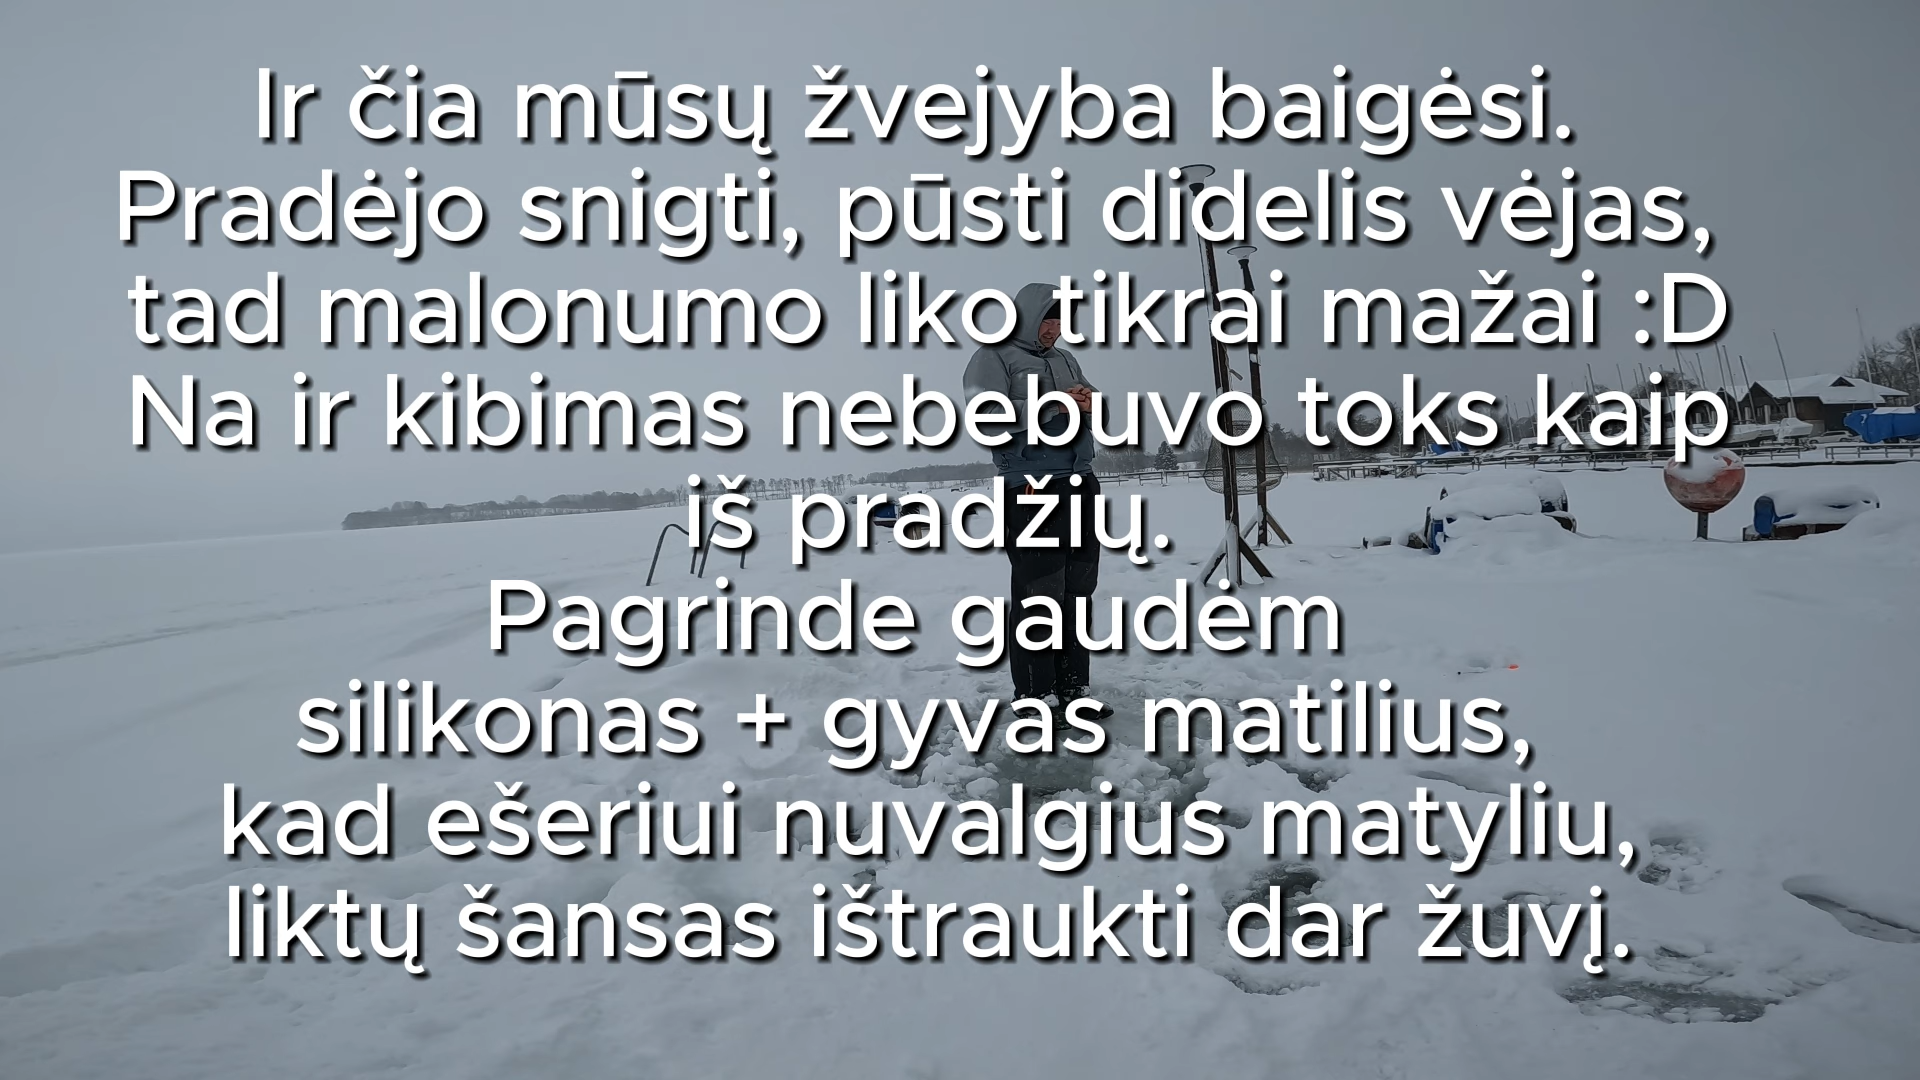 Ir čia mūsų žvejyba baigėsi.
Pradėjo snigti, pūsti didelis vėjas,
tad malonumo liko tikrai mažai :D
Na ir kibimas nebebuvo toks kaip
iš pradžių.
Pagrinde gaudėm
silikonas + gyvas matilius,
kad ešeriui nuvalgius matyliu,
liktų šansas ištraukti dar žuvį.